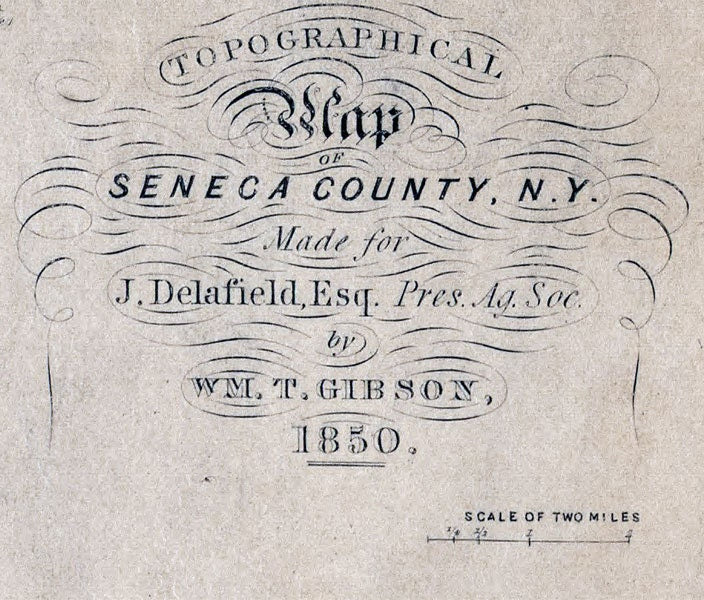 TOPOGRAPHICAL
Map
OF
SENECA COUNTY, N.Y.
Made for
J. Delafield, Esq. Pres. Ag. Soc.
by
WM. T. GIBSON,
1850.
SCALE OF TWO MILES